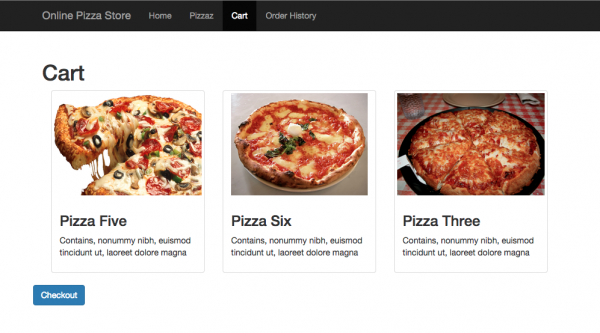 Online Pizza Store Home Pizzaz Cart Order History
Cart
Pizza Five
Contains, nonummy nibh, euismod
tincidunt ut, laoreet dolore magna
Pizza Six
Contains, nonummy nibh, euismod
tincidunt ut, laoreet dolore magna
Pizza Three
Contains, nonummy nibh, euismod
tincidunt ut, laoreet dolore magna
Checkout